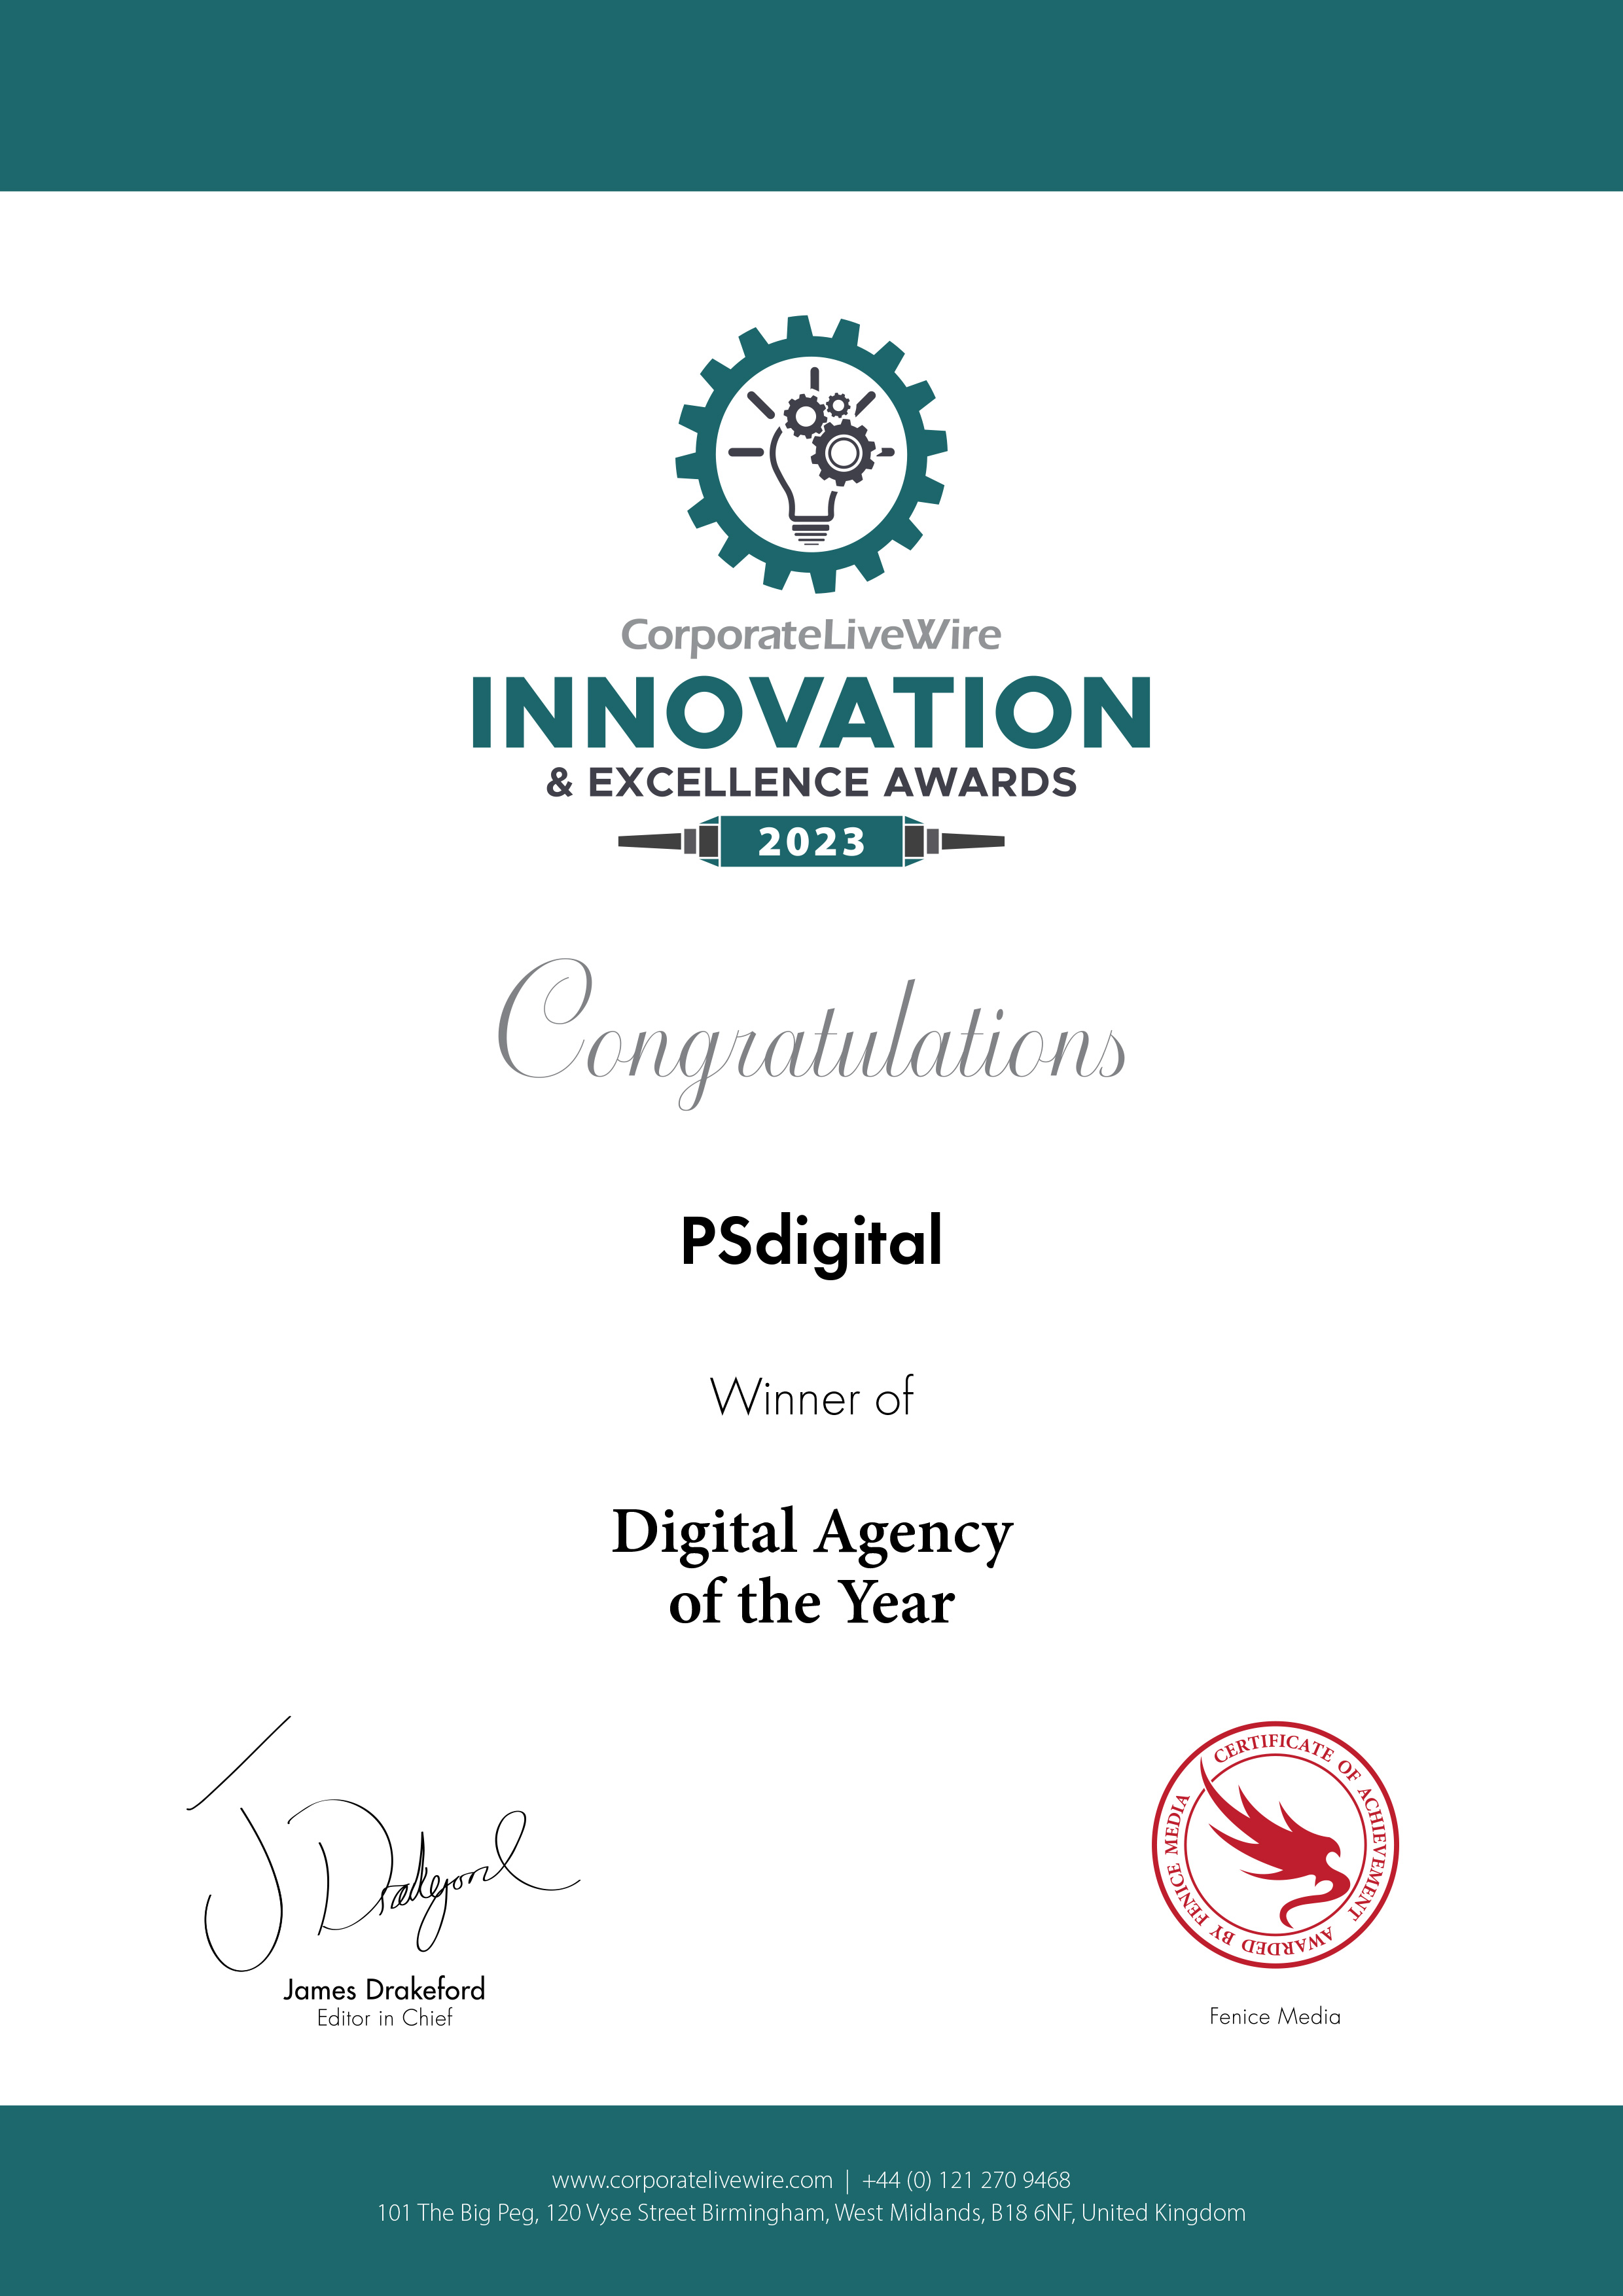 CorporateLiveWire
INNOVATION
& EXCELLENCE AWARDS
2023
Congratulations
PSdigital
Winner of
Digital Agency
of the Year
J Drakeford
James Drakeford
Editor in Chief
CERTIFICATE OF ACHIEVEMENT
AWARDED BY FENICE MEDIA
Fenice Media
www.corporatelivewire.com | +44 (0) 121 270 9468
101 The Big Peg, 120 Vyse Street Birmingham, West Midlands, B18 6NF, United Kingdom